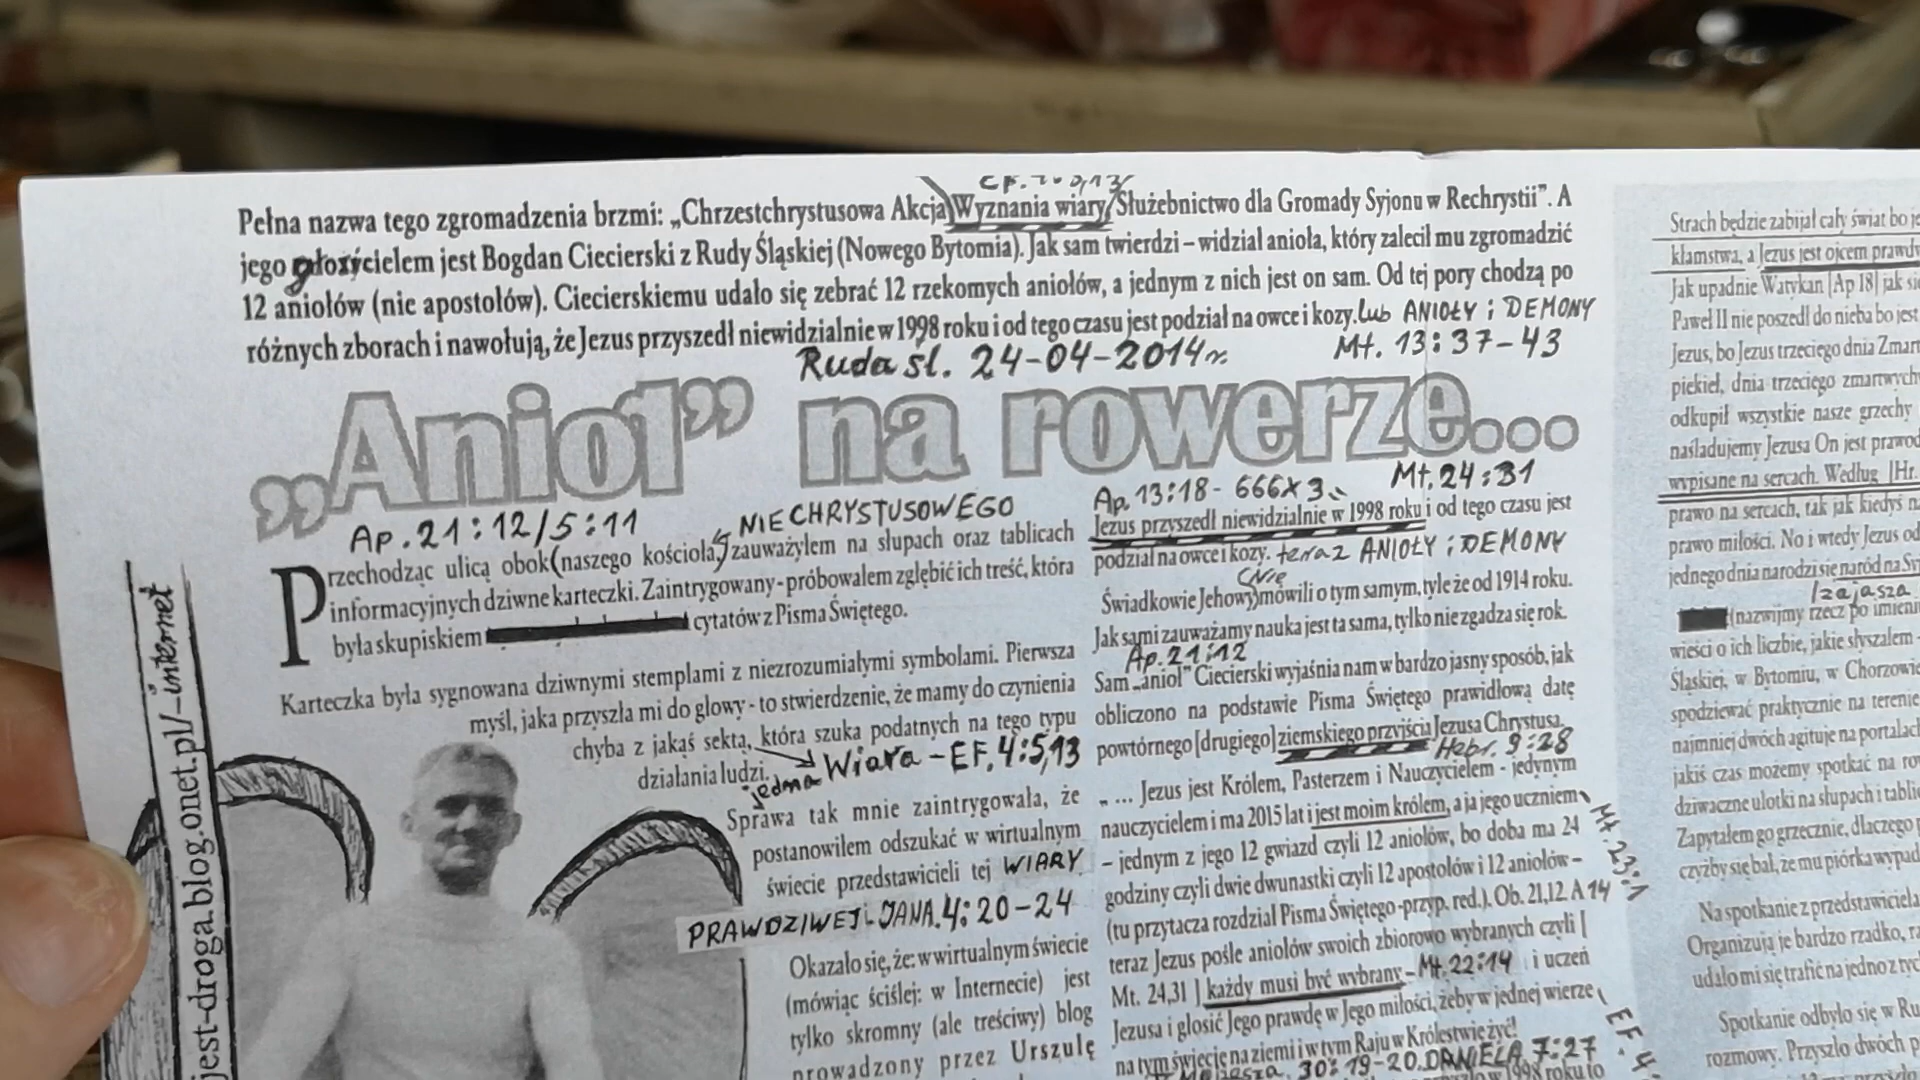 Pełna nazwa tego zgromadzenia brzmi: „Chrzestchrystusowa Akcja Wyznania wiary Służebnictwo dla Gromady Syjonu w Rechrystii”. A
jego głosicielem jest Bogdan Ciecierski z Rudy Śląskiej (Nowego Bytomia). Jak sam twierdzi – widział anioła, który zalecił mu zgromadzić
12 aniołów (nie apostołów). Ciecierskiemu udało się zebrać 12 rzekomych aniołów, a jednym z nich jest on sam. Od tej pory chodzą po
różnych zborach i nawołują, że Jezus przyszedł niewidzialnie w 1998 roku i od tego czasu jest podział na owce i kozy. lub ANIOŁY i DEMONY
Ruda śl. 24-04-2014r. Mt. 13:37-43
„Anioł” na rowerze...
Ap. 21:12/5:11
NIECHRYSTUSOWEGO
Przechodząc ulicą obok (naszego kościoła) zauważyłem na słupach oraz tablicach
informacyjnych dziwne karteczki. Zaintrygowany - próbowałem zgłębić ich treść, która
była skupiskiem cytatów z Pisma Świętego.
Karteczka była sygnowana dziwnymi stemplami z niezrozumiałymi symbolami. Pierwsza
myśl, jaka przyszła mi do głowy - to stwierdzenie, że mamy do czynienia
chyba z jakąś sektą, która szuka podatnych na tego typu
działania ludzi. jedna Wiara - EF. 4:5,13
Sprawa tak mnie zaintrygowała, że
postanowiłem odszukać w wirtualnym
świecie przedstawicieli tej WIARY
PRAWDZIWEJ - JANA. 4:20-24
Okazało się, że: w wirtualnym świecie
(mówiąc ściślej: w Internecie) jest
tylko skromny (ale treściwy) blog
prowadzony przez Urszulę
jest-droga.blog.onet.pl/-internet
Ap. 13:18 - 666x3 Mt. 24:31
Jezus przyszedł niewidzialnie w 1998 roku i od tego czasu jest
podział na owce i kozy. teraz ANIOŁY i DEMONY
Nie
Świadkowie Jehowy mówili o tym samym, tyle że od 1914 roku.
Jak sami zauważamy nauka jest ta sama, tylko nie zgadza się rok.
Ap. 21:12
Sam „anioł” Ciecierski wyjaśnia nam w bardzo jasny sposób, jak
obliczono na podstawie Pisma Świętego prawidłową datę
powtórnego [drugiego] ziemskiego przyjścia Jezusa Chrystusa.
Hebr. 9:28
„ ... Jezus jest Królem, Pasterzem i Nauczycielem - jedynym
nauczycielem i ma 2015 lat i jest moim królem, a ja jego uczniem
Mt. 23:1
– jednym z jego 12 gwiazd czyli 12 aniołów, bo doba ma 24
godziny czyli dwie dwunastki czyli 12 apostołów i 12 aniołów –
(tu przytacza rozdział Pisma Świętego-przyp. red.). Ob. 21,12. A 14
teraz Jezus pośle aniołów swoich zbiorowo wybranych czyli [
Mt. 24,31 ] każdy musi być wybrany - Mt. 22:14 i uczeń
Jezusa i głosić Jego prawdę w Jego miłości, żeby w jednej wierze
EF. 4
na tym świecie na ziemi i w tym Raju w Królestwie żyć!
30:19-20. DANIELA. 7:27
w 1998 roku to
Strach będzie zabijał cały świat bo
kłamstwa, a Jezus jest ojcem prawdy
Jak upadnie Watykan [Ap 18] jak
Paweł II nie poszedł do nieba bo jest
Jezus, bo Jezus trzeciego dnia
piekieł, dnia trzeciego
odkupił wszystkie nasze grzechy
naśladujemy Jezusa On jest
wypisane na sercach. Według [Hr.
prawo na sercach, tak jak kiedyś
prawo miłości. No i wtedy Jezus
jednego dnia narodzi się naród na
Izajasza
(nazwijmy rzecz po
wieści o ich liczbie, jakie słyszałem -
Śląskiej, w Bytomiu, w
spodziewać praktycznie na terenie
najmniej dwóch agituje na portalach
jakiś czas możemy spotkać na
dziwaczne ulotki na słupach i
Zapytałem go grzecznie, dlaczego
czyżby się bał, że mu piórka
Na spotkanie z
Organizują je bardzo rzadko,
udało mi się trafić na jedno z
Spotkanie odbyło się w
rozmowy. Przyszło dwóch